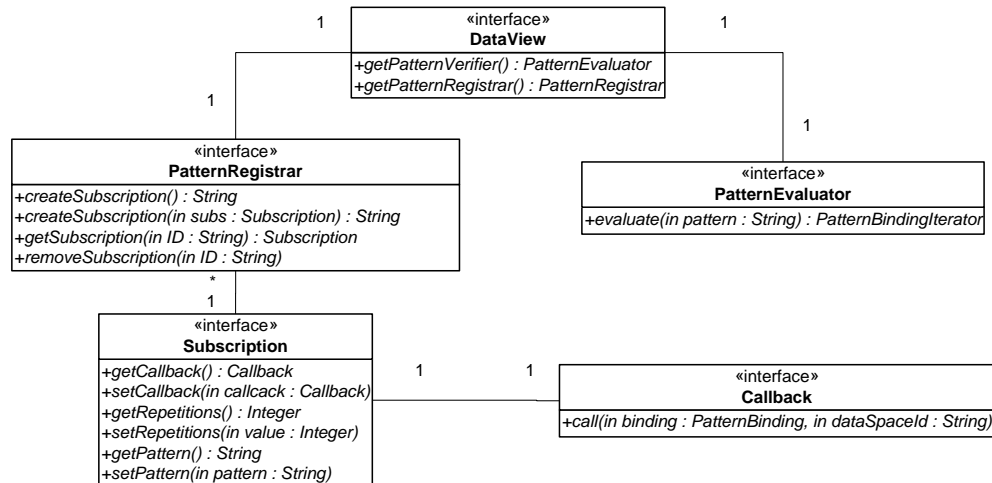 1
«interface»
DataView
+getPatternVerifier() : PatternEvaluator
+getPatternRegistrar() : PatternRegistrar
1
1
1
«interface»
PatternRegistrar
+createSubscription() : String
+createSubscription(in subs : Subscription) : String
+getSubscription(in ID : String) : Subscription
+removeSubscription(in ID : String)
«interface»
PatternEvaluator
+evaluate(in pattern : String) : PatternBindingIterator
*
1
«interface»
Subscription
+getCallback() : Callback
+setCallback(in callcack : Callback)
+getRepetitions() : Integer
+setRepetitions(in value : Integer)
+getPattern() : String
+setPattern(in pattern : String)
1
1
«interface»
Callback
+call(in binding : PatternBinding, in dataSpaceId : String)